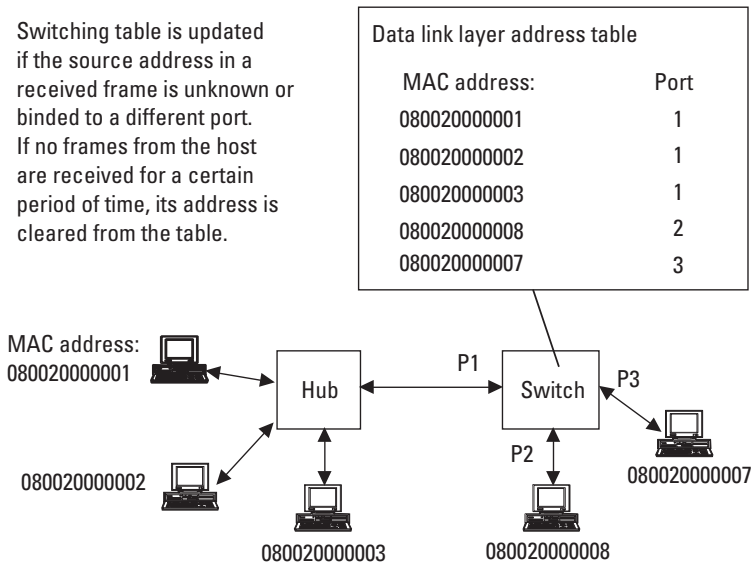 Switching table is updated
if the source address in a
received frame is unknown or
binded to a different port.
If no frames from the host
are received for a certain
period of time, its address is
cleared from the table.
Data link layer address table
MAC address: Port
080020000001 1
080020000002 1
080020000003 1
080020000008 2
080020000007 3
MAC address:
080020000001
Hub
P1
Switch
P3
P2
080020000002
080020000007
080020000003
080020000008